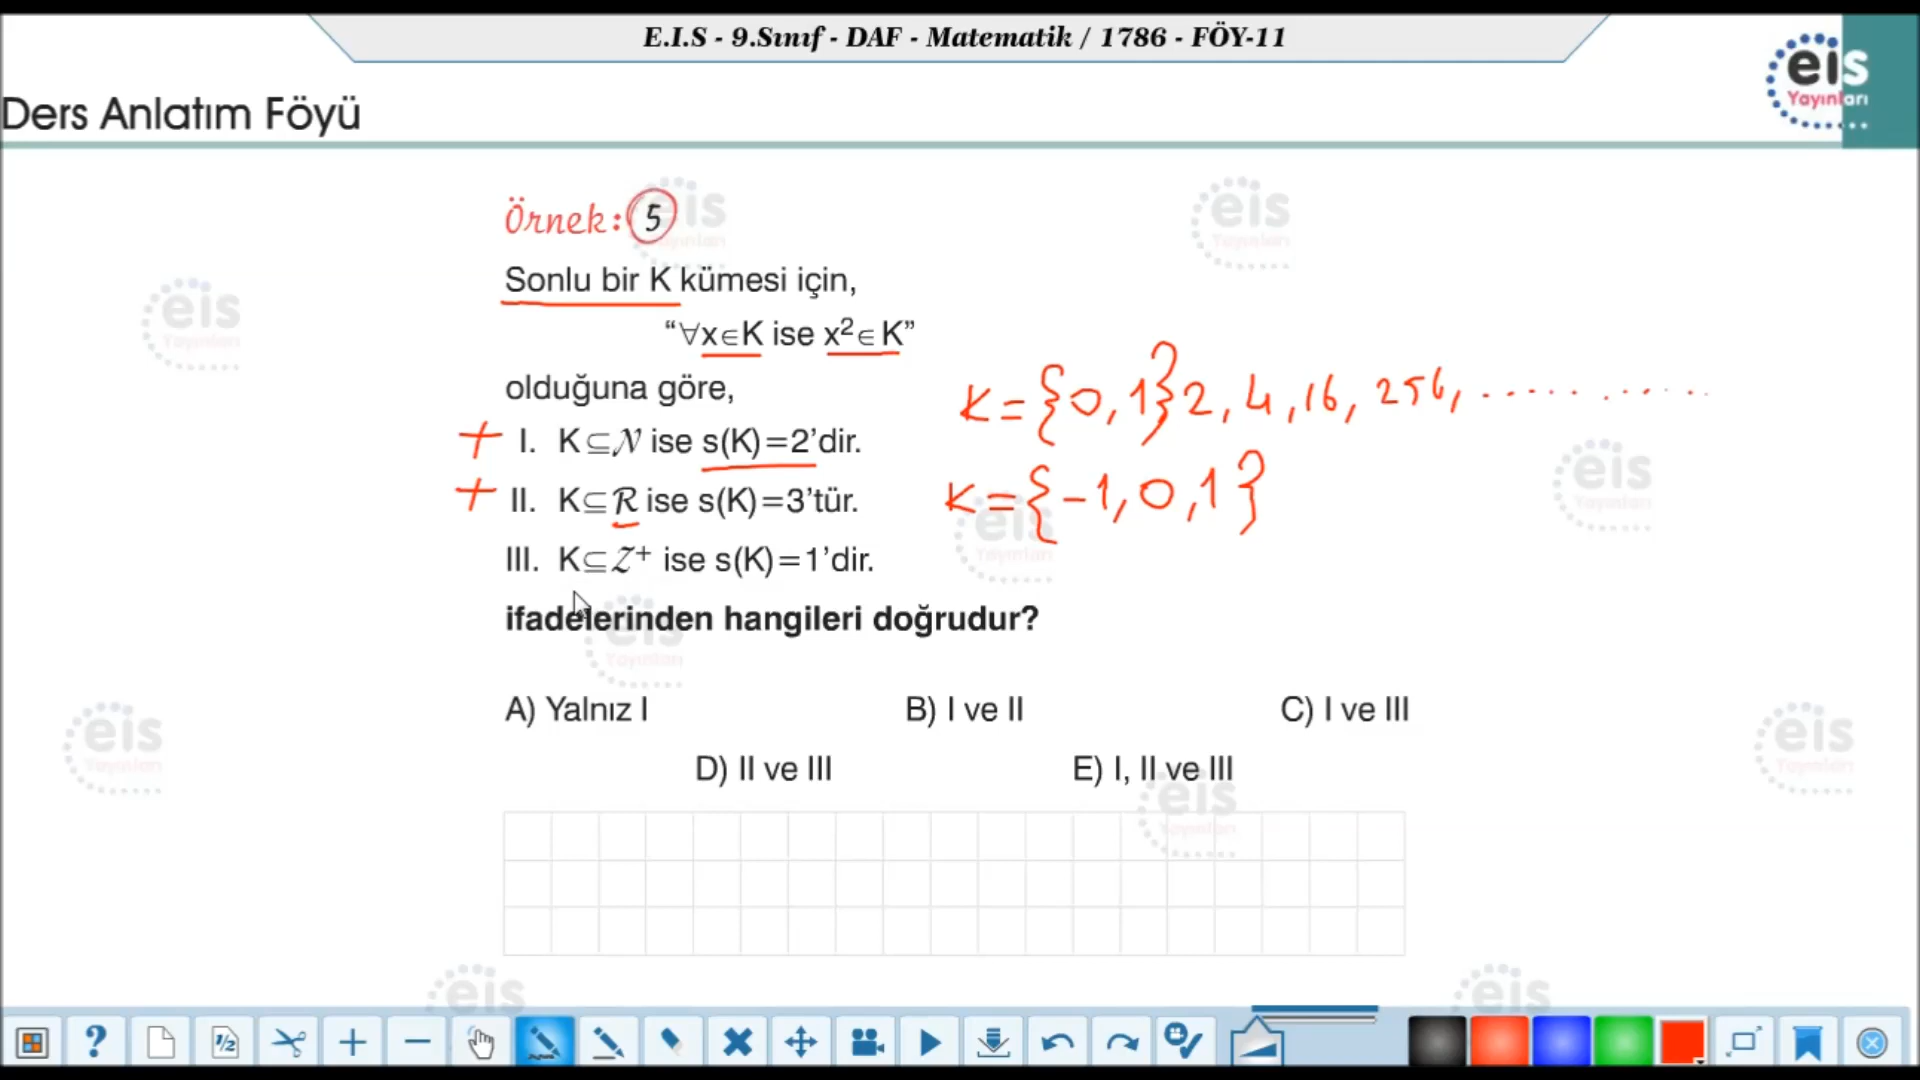 E.I.S - 9.Sınıf - DAF - Matematik / 1786 - FÖY-11
eis
Yayınları
Ders Anlatım Föyü
Örnek: 5
Sonlu bir K kümesi için,
“∀x∈K ise x²∈K”
olduğuna göre,
K={0,1}2, 4, 16, 256, ..........
+ I. K⊆N ise s(K)=2’dir.
+ II. K⊆R ise s(K)=3’tür.
K={-1,0,1}
III. K⊆Z⁺ ise s(K)=1’dir.
ifadelerinden hangileri doğrudur?
A) Yalnız I
B) I ve II
C) I ve III
D) II ve III
E) I, II ve III